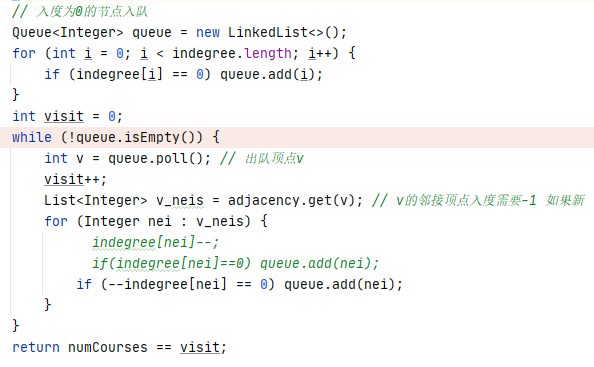 // 入度为0的节点入队
Queue<Integer> queue = new LinkedList<>();
for (int i = 0; i < indegree.length; i++) {
    if (indegree[i] == 0) queue.add(i);
}
int visit = 0;
while (!queue.isEmpty()) {
    int v = queue.poll(); // 出队顶点v
    visit++;
    List<Integer> v_neis = adjacency.get(v); // v的邻接顶点入度需要-1 如果新
    for (Integer nei : v_neis) {
          indegree[nei]--;
          if(indegree[nei]==0) queue.add(nei);
        if (--indegree[nei] == 0) queue.add(nei);
    }
}
return numCourses == visit;